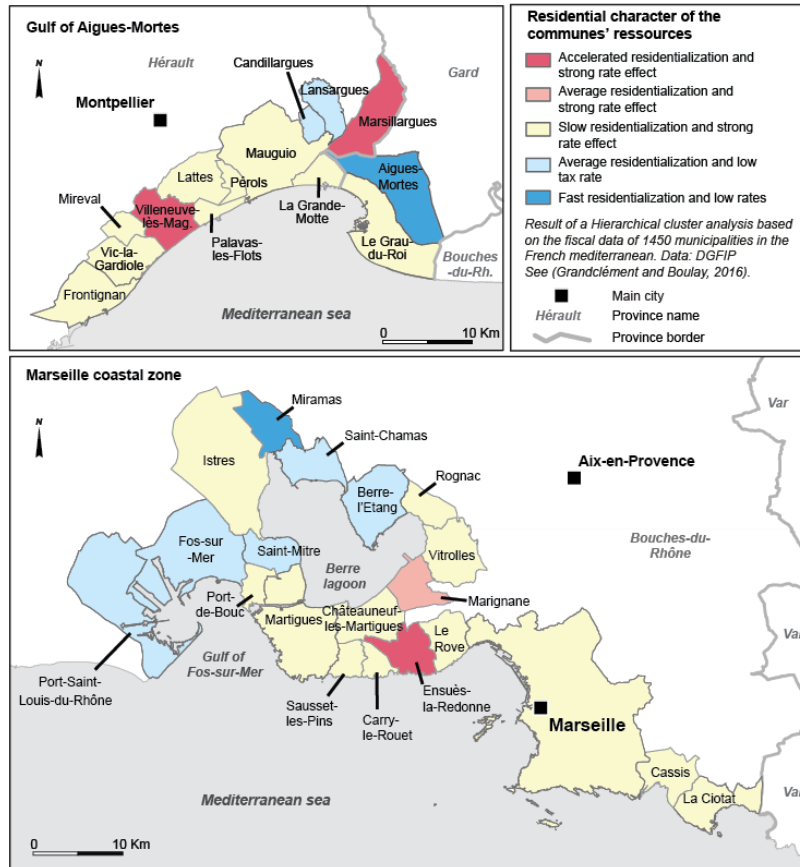 Gulf of Aigues-Mortes
N
Hérault
Candillargues
Lansargues
Gard
Montpellier
Marsillargues
Mauguio
Aigues-
Mortes
Lattes
Pérols
Mireval
Villeneuve-
lès-Mag.
La Grande-
Motte
Palavas-
les-Flots
Le Grau-
du-Roi
Vic-la-
Gardiole
Bouches
-du-Rh.
Frontignan
Mediterranean sea
0 10 Km
Residential character of the
communes' ressources
Accelerated residentialization and
strong rate effect
Average residentialization and
strong rate effect
Slow residentialization and strong
rate effect
Average residentialization and low
tax rate
Fast residentialization and low rates
Result of a Hierarchical cluster analysis based
on the fiscal data of 1450 municipalities in the
French mediterranean. Data: DGFIP
See (Grandclément and Boulay, 2016).
Main city
Hérault Province name
Province border
Marseille coastal zone
N
Miramas
Var
Saint-Chamas
Istres
Aix-en-Provence
Rognac
Berre-
l'Etang
Fos-sur
-Mer
Saint-Mitre
Bouches-du-
Rhône
Vitrolles
Berre
lagoon
Port-
de-Bouc
Marignane
Châteauneuf-
les-Martigues
Martigues
Le
Rove
Gulf of
Fos-sur-Mer
Port-Saint-
Louis-du-Rhône
Var
Sausset-
les-Pins
Carry-
le-Rouet
Ensuès-
la-Redonne
Marseille
Cassis
La Ciotat
Var
Mediterranean sea
0 10 Km